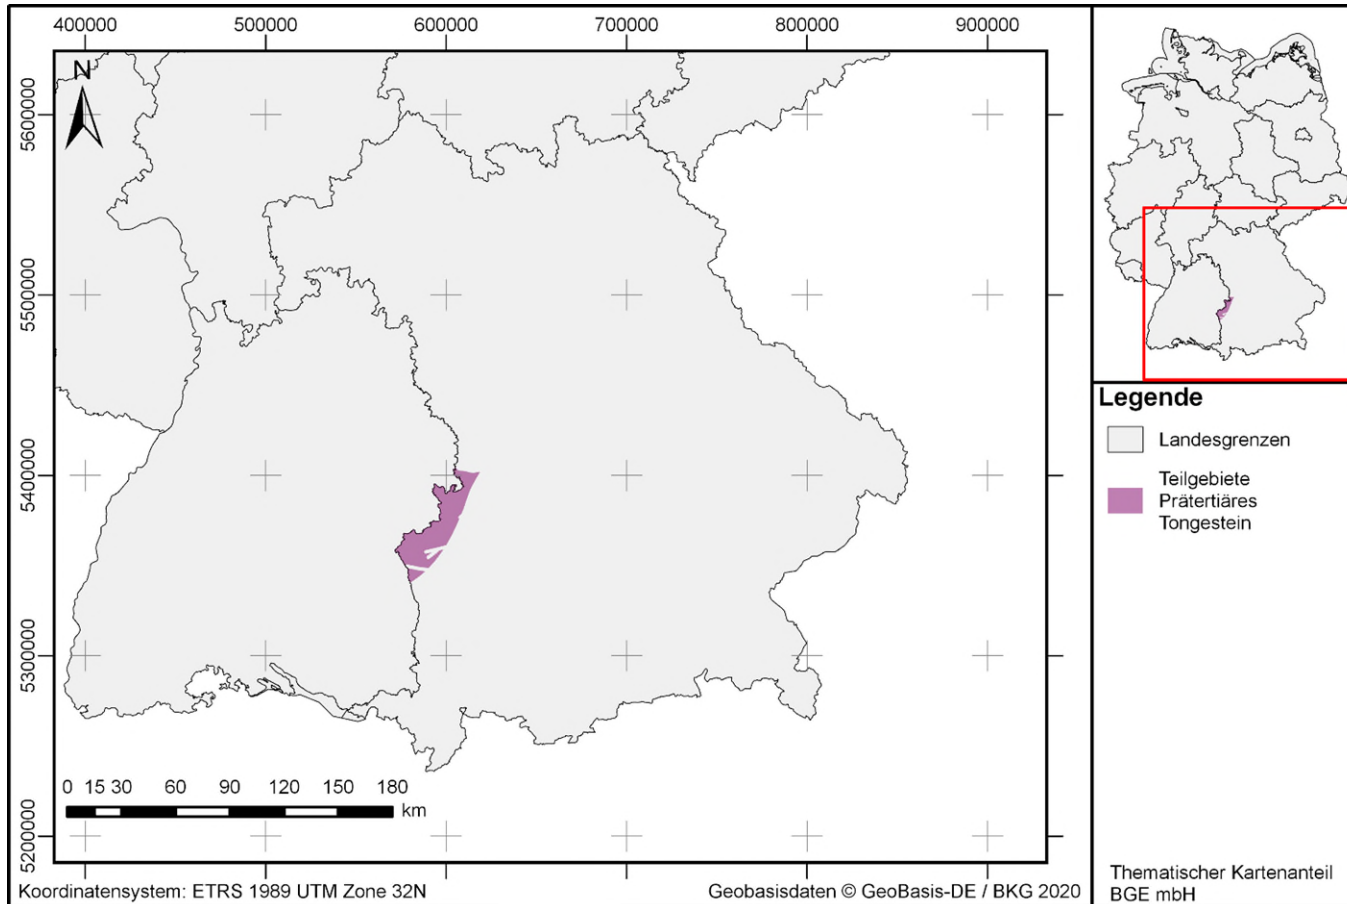 400000 500000 600000 700000 800000 900000
N
5600000
5500000
5400000
5300000
5200000
0 15 30 60 90 120 150 180
km
Koordinatensystem: ETRS 1989 UTM Zone 32N
Geobasisdaten © GeoBasis-DE / BKG 2020
Legende
Landesgrenzen
Teilgebiete
Prätertiäres
Tongestein
Thematischer Kartenanteil
BGE mbH